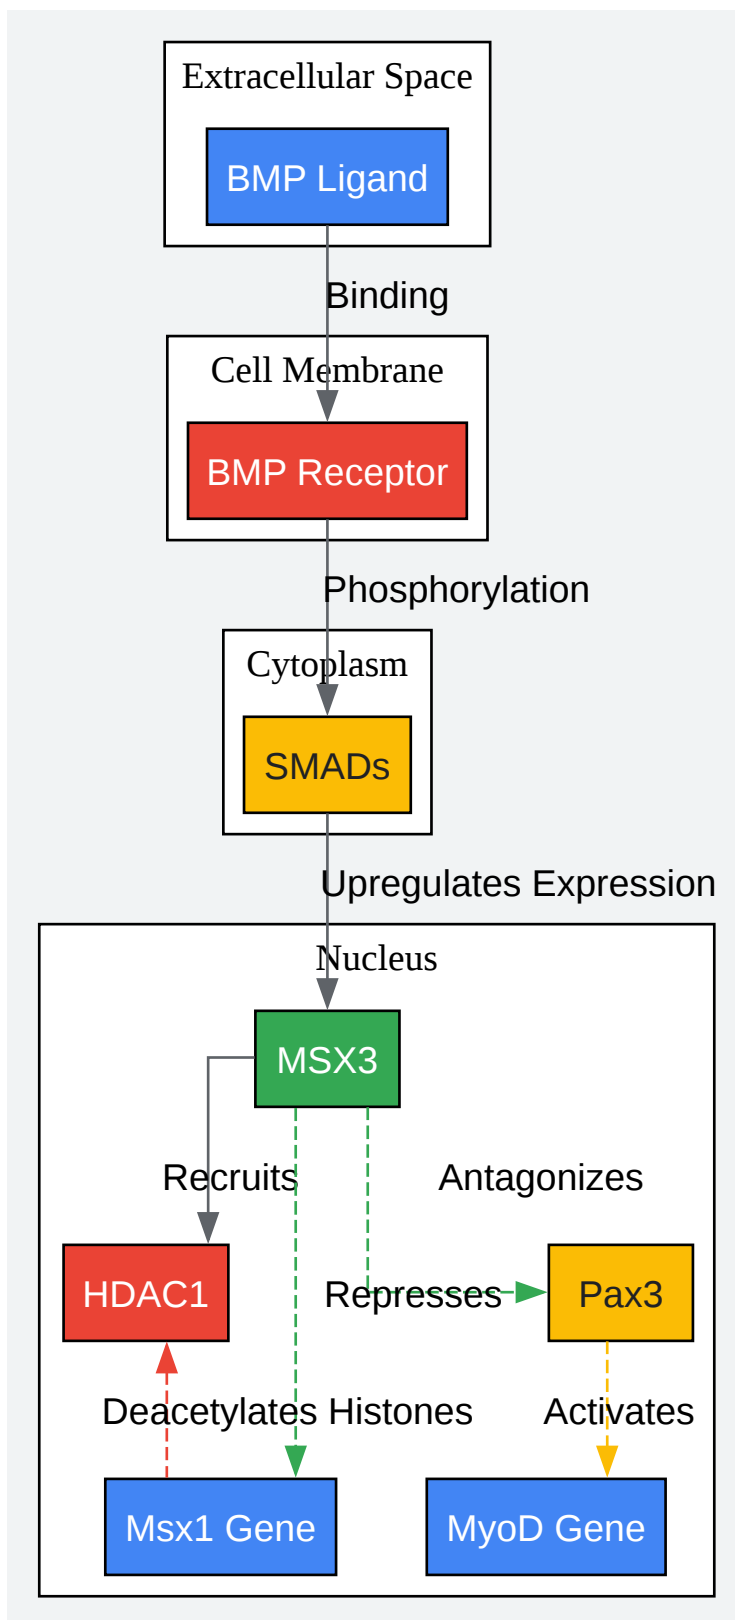 Extracellular Space
BMP Ligand
Binding
Cell Membrane
BMP Receptor
Phosphorylation
Cytoplasm
SMADs
Upregulates Expression
Nucleus
MSX3
Recruits
Antagonizes
HDAC1
Represses
Pax3
Deacetylates Histones
Activates
Msx1 Gene
MyoD Gene